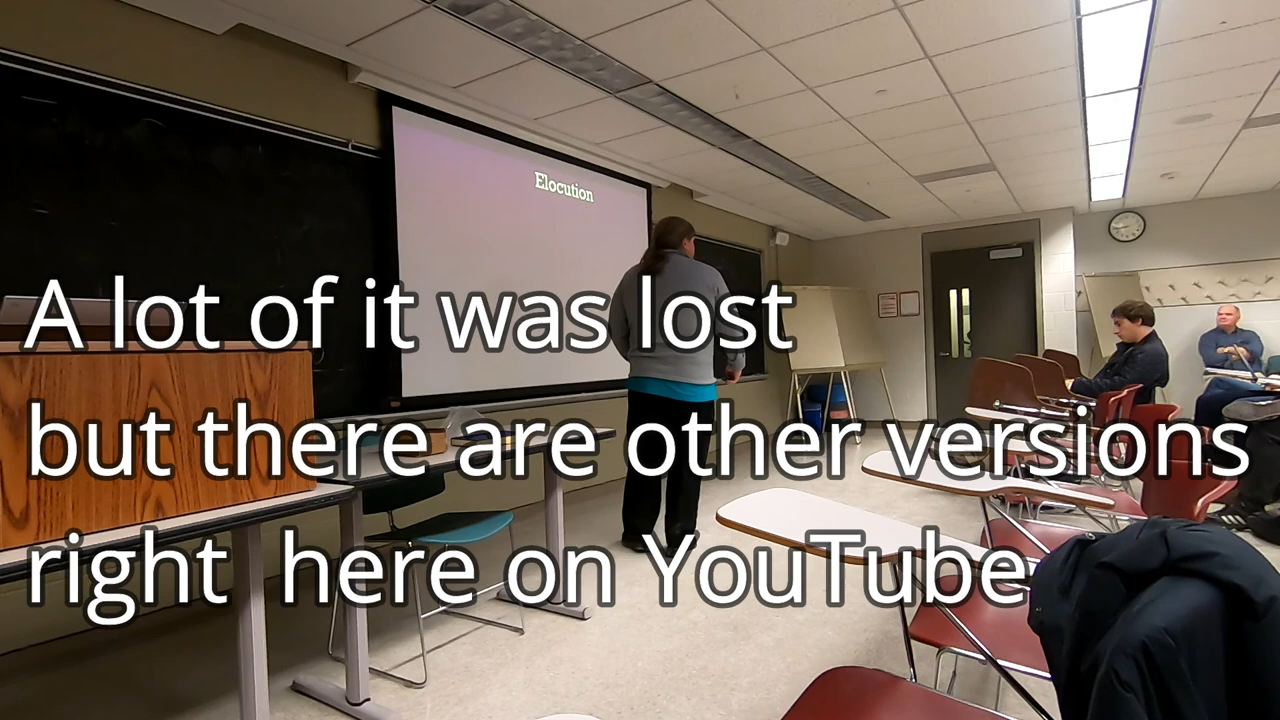 Elocution
A lot of it was lost
but there are other versions
right  here on YouTube